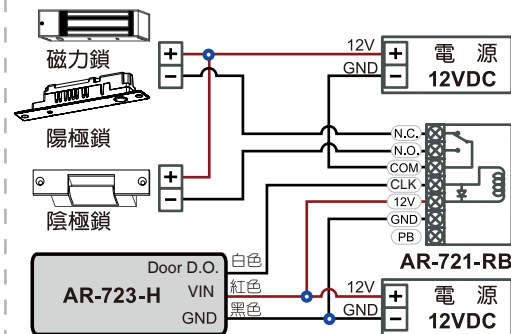 磁力鎖
陽極鎖
陰極鎖
+
−
+
−
12V
GND
+
−
電 源
12VDC
N.C.
N.O.
COM
CLK
12V
GND
PB
AR-721-RB
AR-723-H
Door D.O.
VIN
GND
白色
紅色
黑色
12V
GND
+
−
電 源
12VDC